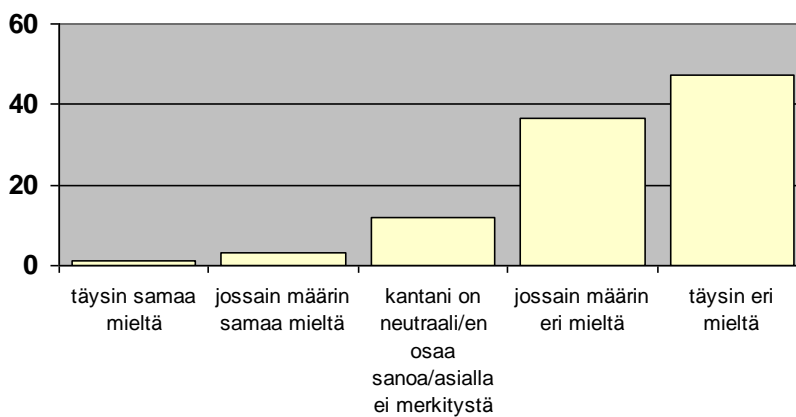 60
40
20
0
täysin samaa
mieltä
jossain määrin
samaa mieltä
kantani on
neutraali/en
osaa
sanoa/asialla
ei merkitystä
jossain määrin
eri mieltä
täysin eri
mieltä